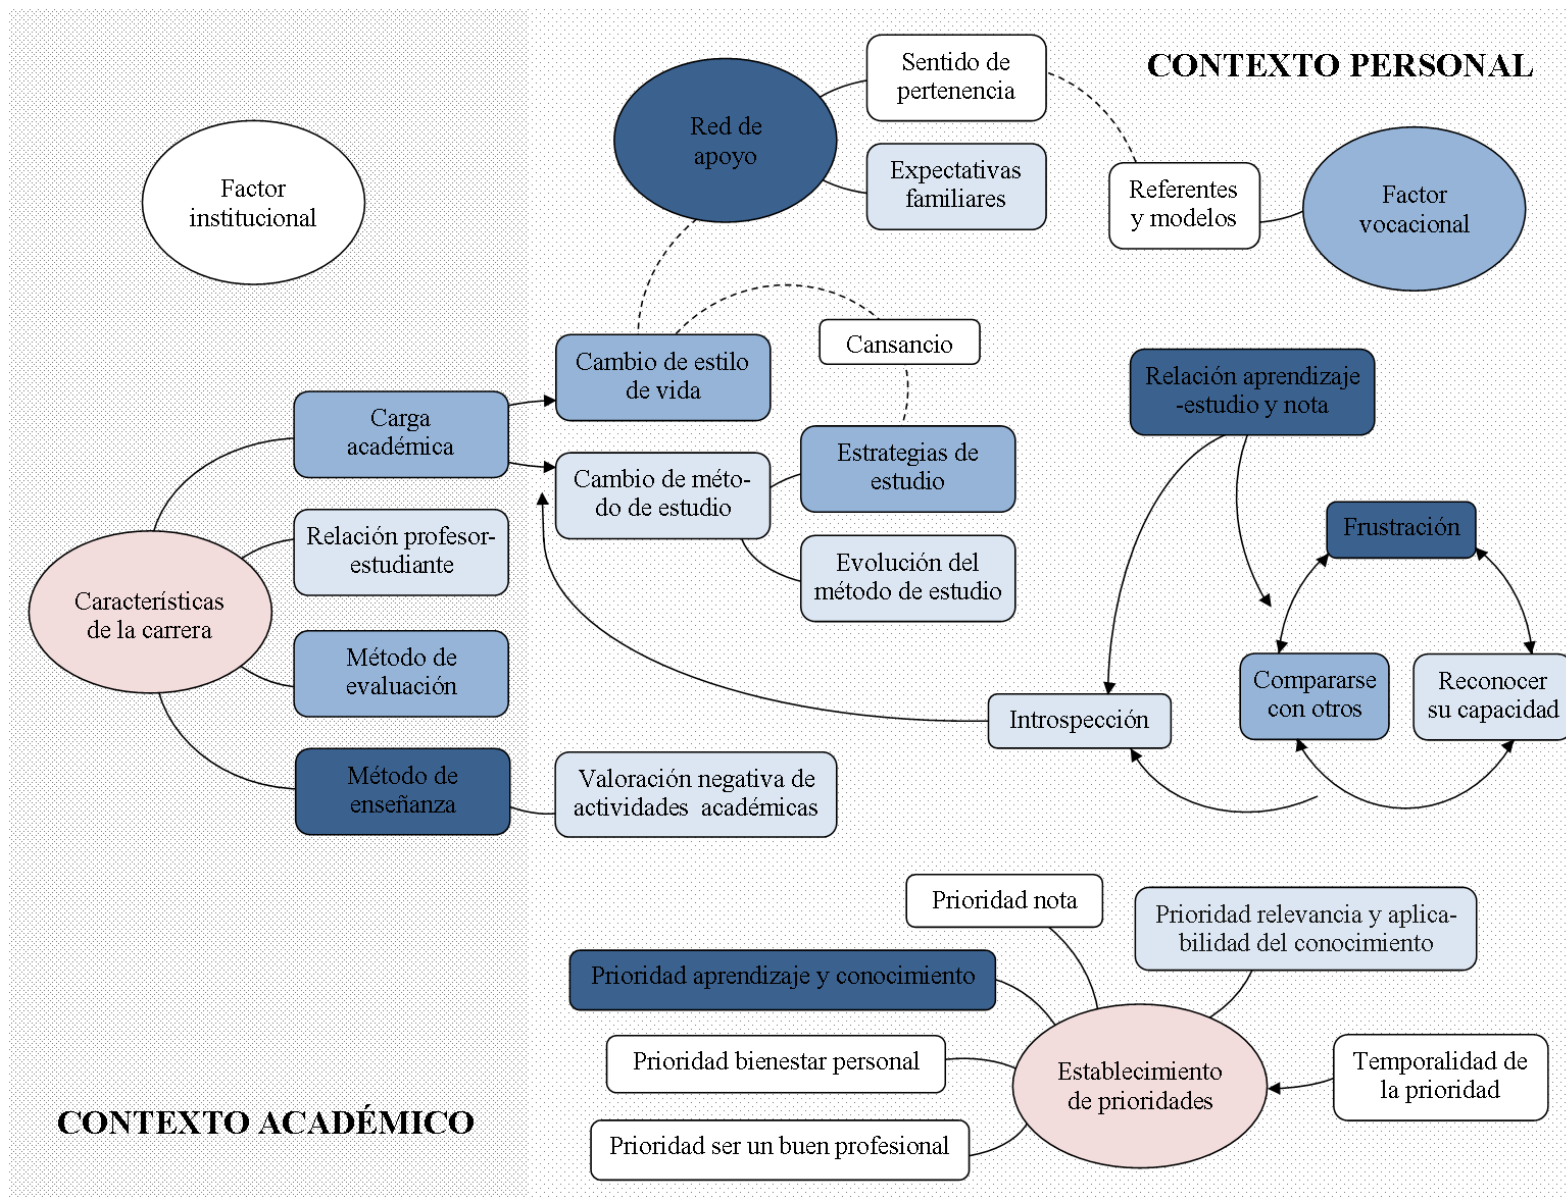 CONTEXTO PERSONAL
Sentido de
pertenencia
Red de
apoyo
Expectativas
familiares
Referentes
y modelos
Factor
vocacional
Factor
institucional
Cansancio
Cambio de estilo
de vida
Relación aprendizaje
-estudio y nota
Carga
académica
Estrategias de
estudio
Cambio de méto-
do de estudio
Frustración
Relación profesor-
estudiante
Evolución del
método de estudio
Características
de la carrera
Método de
evaluación
Introspección
Compararse
con otros
Reconocer
su capacidad
Método de
enseñanza
Valoración negativa de
actividades académicas
Prioridad nota
Prioridad relevancia y aplica-
bilidad del conocimiento
Prioridad aprendizaje y conocimiento
Prioridad bienestar personal
Establecimiento
de prioridades
Temporalidad de
la prioridad
Prioridad ser un buen profesional
CONTEXTO ACADÉMICO